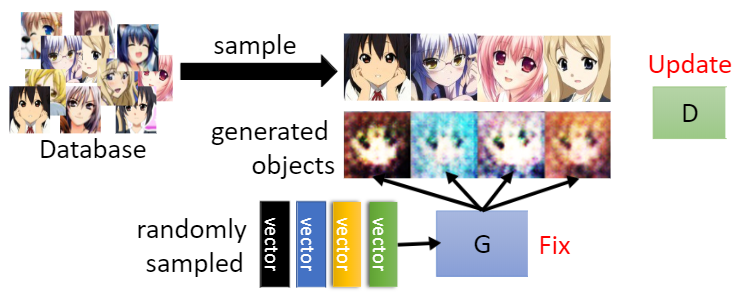 sample
Update
D
Database
generated
objects
randomly
sampled
vector
vector
vector
vector
G
Fix